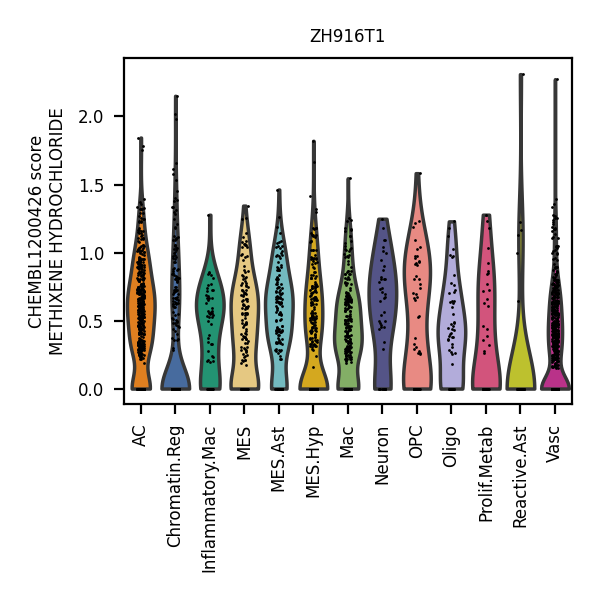 ZH916T1
CHEMBL1200426 score
METHIXENE HYDROCHLORIDE
2.0
1.5
1.0
0.5
0.0
AC
Chromatin.Reg
Inflammatory.Mac
MES
MES.Ast
MES.Hyp
Mac
Neuron
OPC
Oligo
Prolif.Metab
Reactive.Ast
Vasc